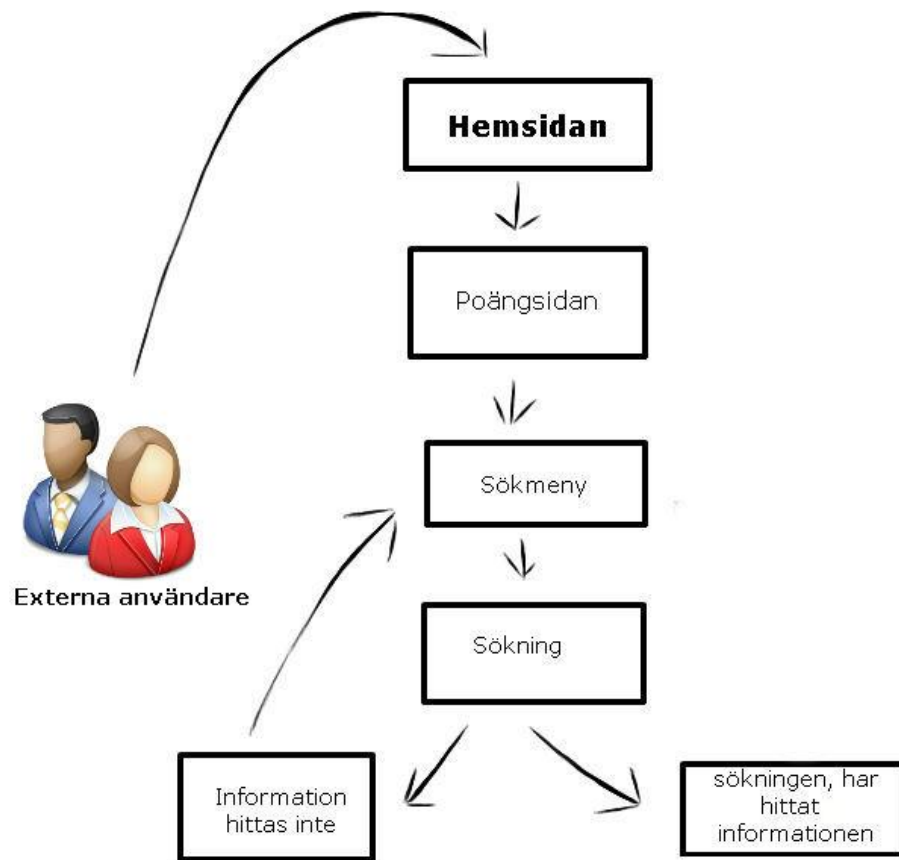 Hemsidan
Poängsidan
Sökmeny
Externa användare
Sökning
Information
hittas inte
sökningen, har
hittat
informationen